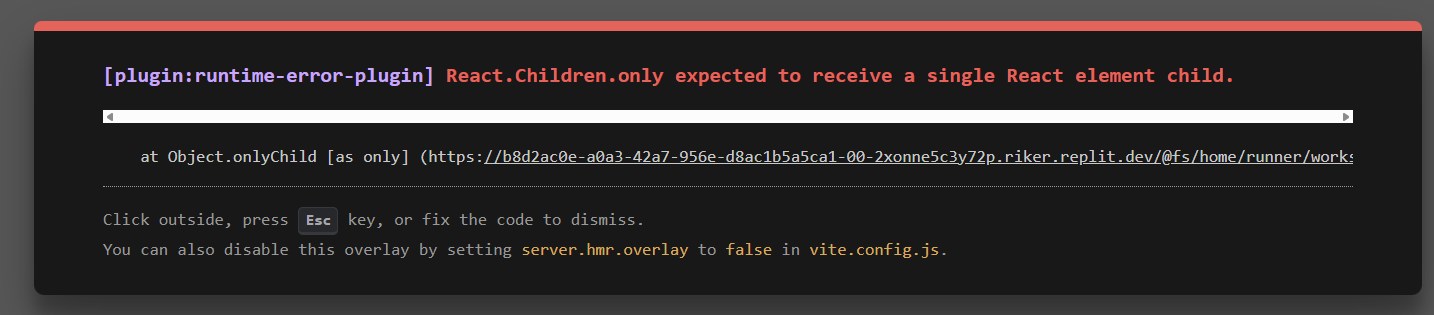 [plugin:runtime-error-plugin] React.Children.only expected to receive a single React element child.
at Object.onlyChild [as only] (https://b8d2ac0e-a0a3-42a7-956e-d8ac1b5a5ca1-00-2xonne5c3y72p.riker.replit.dev/@fs/home/runner/works
Click outside, press Esc key, or fix the code to dismiss.
You can also disable this overlay by setting server.hmr.overlay to false in vite.config.js.